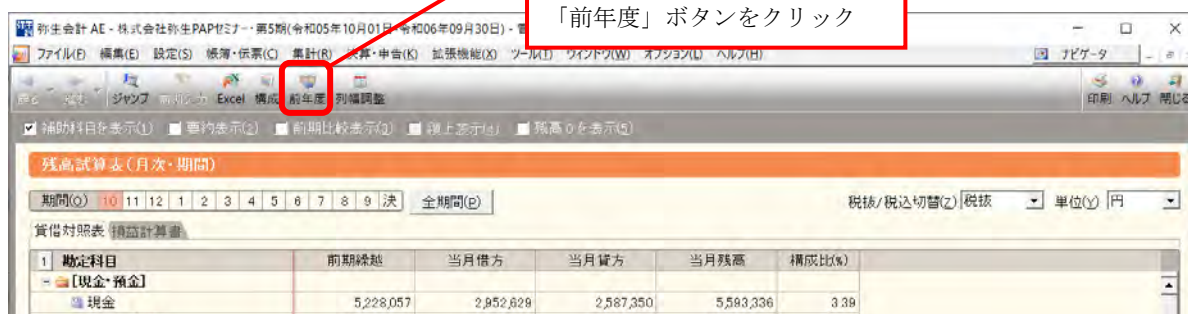 「前年度」ボタンをクリック
弥生会計 AE - 株式会社弥生PAPセミナー - 第5期(令和05年10月01日 令和06年09月30日) -
ファイル(F) 編集(E) 設定(S) 帳簿・伝票(C) 集計(R) 決算・申告(K) 拡張機能(X) ツール(T) ウィンドウ(W) オプション(L) ヘルプ(H) ナビゲータ
ジャンプ Excel 構成 前年度 列幅調整 印刷 ヘルプ 閉じる
補助科目を表示(1) 要約表示(2) 前期比較表示(3) 残高0を表示(5)
残高試算表(月次・期間)
期間(O) 10 11 12 1 2 3 4 5 6 7 8 9 決 全期間(P) 税抜/税込切替(Z) 税抜 単位(Y) 円
貸借対照表 損益計算書
1 勘定科目 前期繰越 当月借方 当月貸方 当月残高 構成比(%)
[現金・預金]
現金 5,228,057 2,952,629 2,587,350 5,593,336 3.39